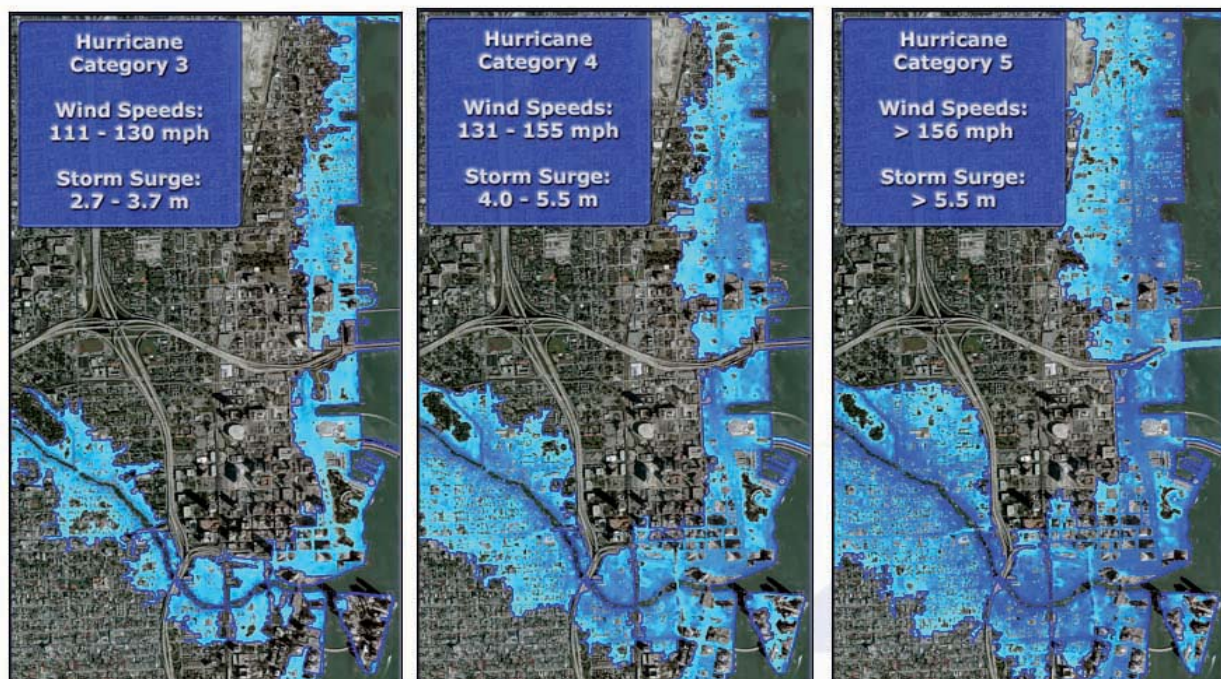 Hurricane
Category 3
Wind Speeds:
111 - 130 mph
Storm Surge:
2.7 - 3.7 m
Hurricane
Category 4
Wind Speeds:
131 - 155 mph
Storm Surge:
4.0 - 5.5 m
Hurricane
Category 5
Wind Speeds:
> 156 mph
Storm Surge:
> 5.5 m